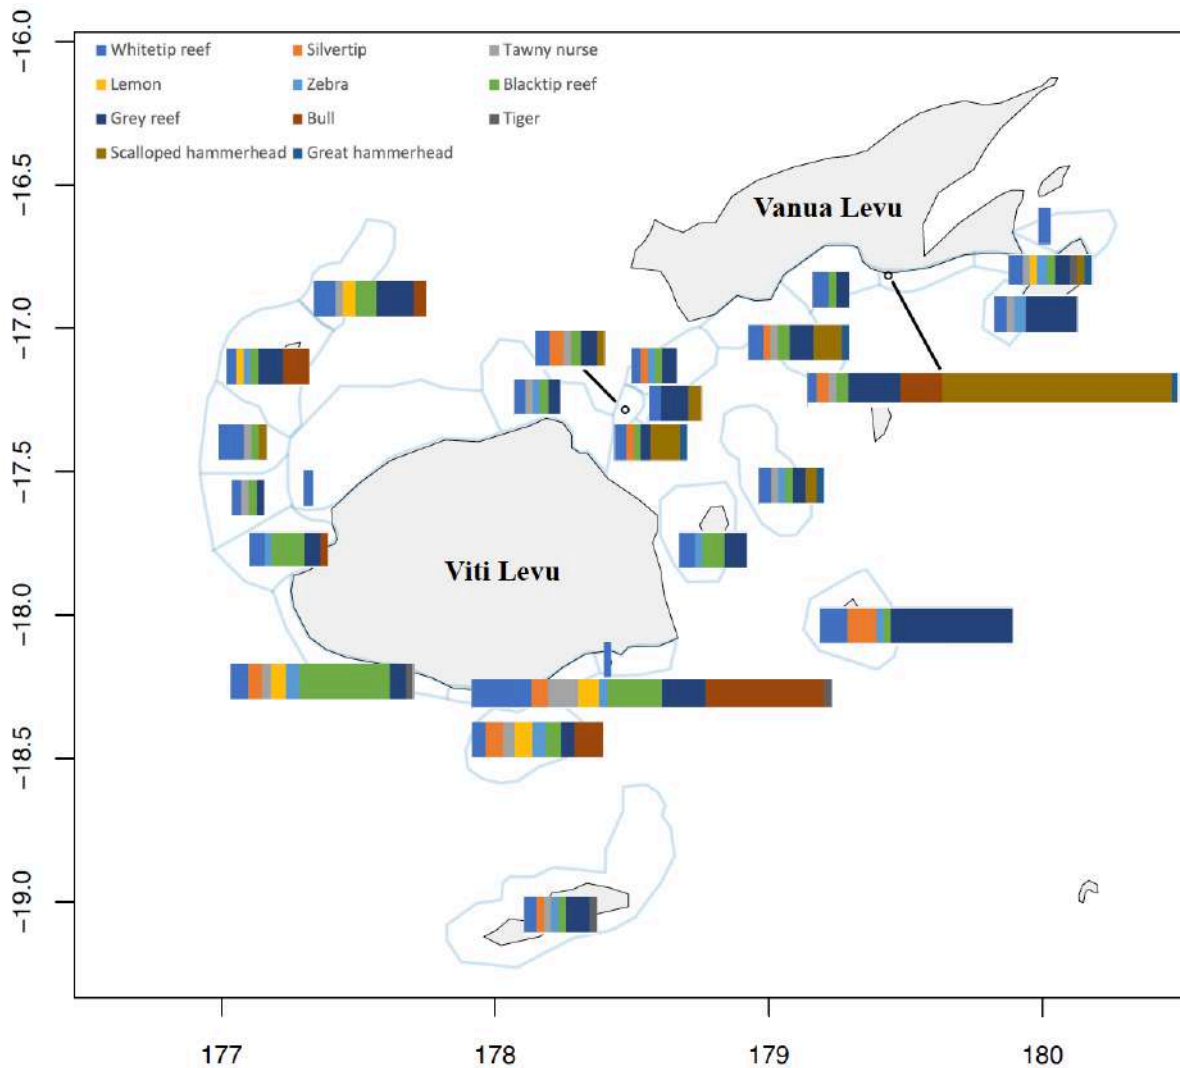 Whitetip reef Silvertip Tawny nurse
Lemon Zebra Blacktip reef
Grey reef Bull Tiger
Scalloped hammerhead Great hammerhead
Vanua Levu
Viti Levu
-16.0
-16.5
-17.0
-17.5
-18.0
-18.5
-19.0
177 178 179 180